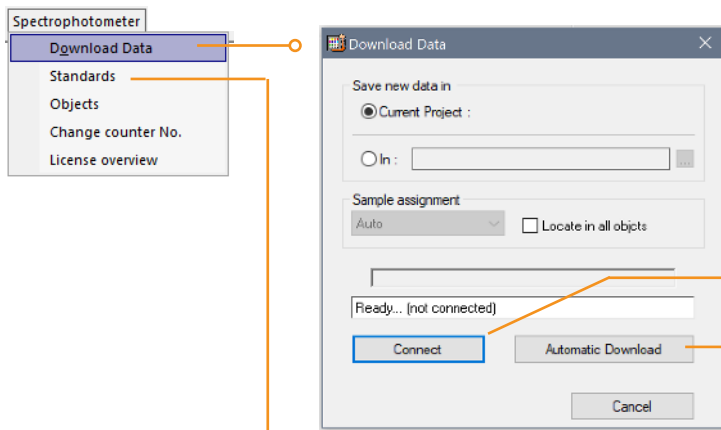 Spectrophotometer
Download Data
Standards
Objects
Change counter No.
License overview
Download Data
Save new data in
Current Project :
In :
...
Sample assignment
Auto
Locate in all objcts
Ready... (not connected)
Connect
Automatic Download
Cancel